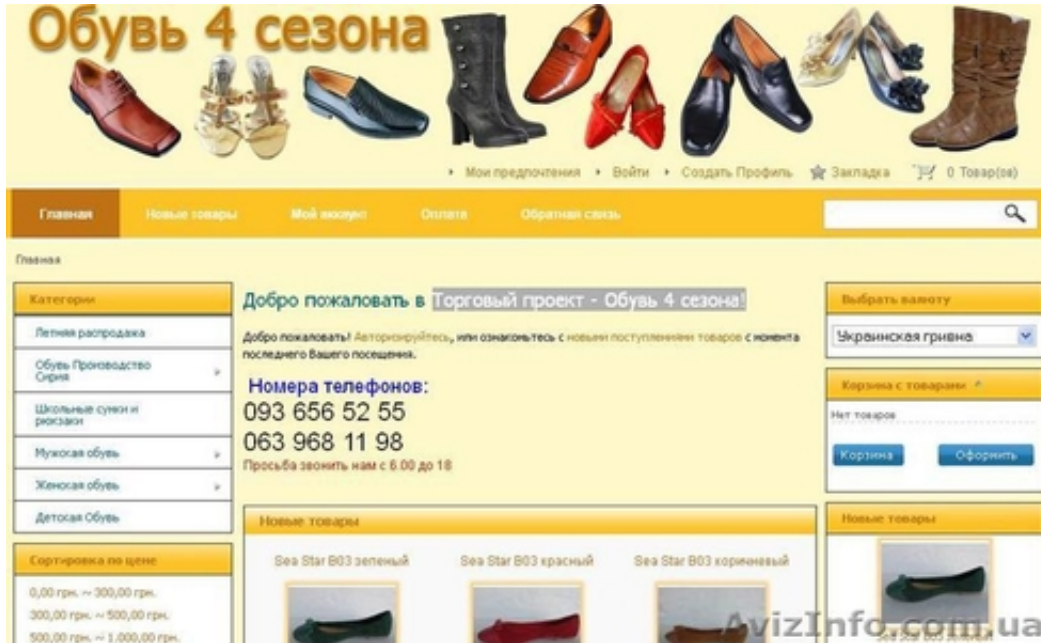 Обувь 4 сезона
Мои предпочтения
Войти
Создать Профиль
Закладка
0 Товар(ов)
Главная
Новые товары
Мой аккаунт
Оплата
Обратная связь
Главная
Категории
Летняя распродажа
Обувь Производство
Сирия
Школьные сумки и
рюкзаки
Мужская обувь
Женская обувь
Детская Обувь
Сортировка по цене
0,00 грн. ~ 300,00 грн.
300,00 грн. ~ 500,00 грн.
500,00 грн. ~ 1.000,00 грн.
Добро пожаловать в Торговый проект - Обувь 4 сезона!
Добро пожаловать! Авторизируйтесь, или ознакомьтесь с новыми поступлениями товаров с момента
последнего Вашего посещения.
Номера телефонов:
093 656 52 55
063 968 11 98
Просьба звонить нам с 6.00 до 18
Новые товары
Sea Star B03 зеленый
Sea Star B03 красный
Sea Star B03 коричневый
Выбрать валюту
Украинская гривна
Корзина с товарами
Нет товаров
Корзина
Оформить
Новые товары
Sea Star B03 зеленый
AvizInfo.com.ua